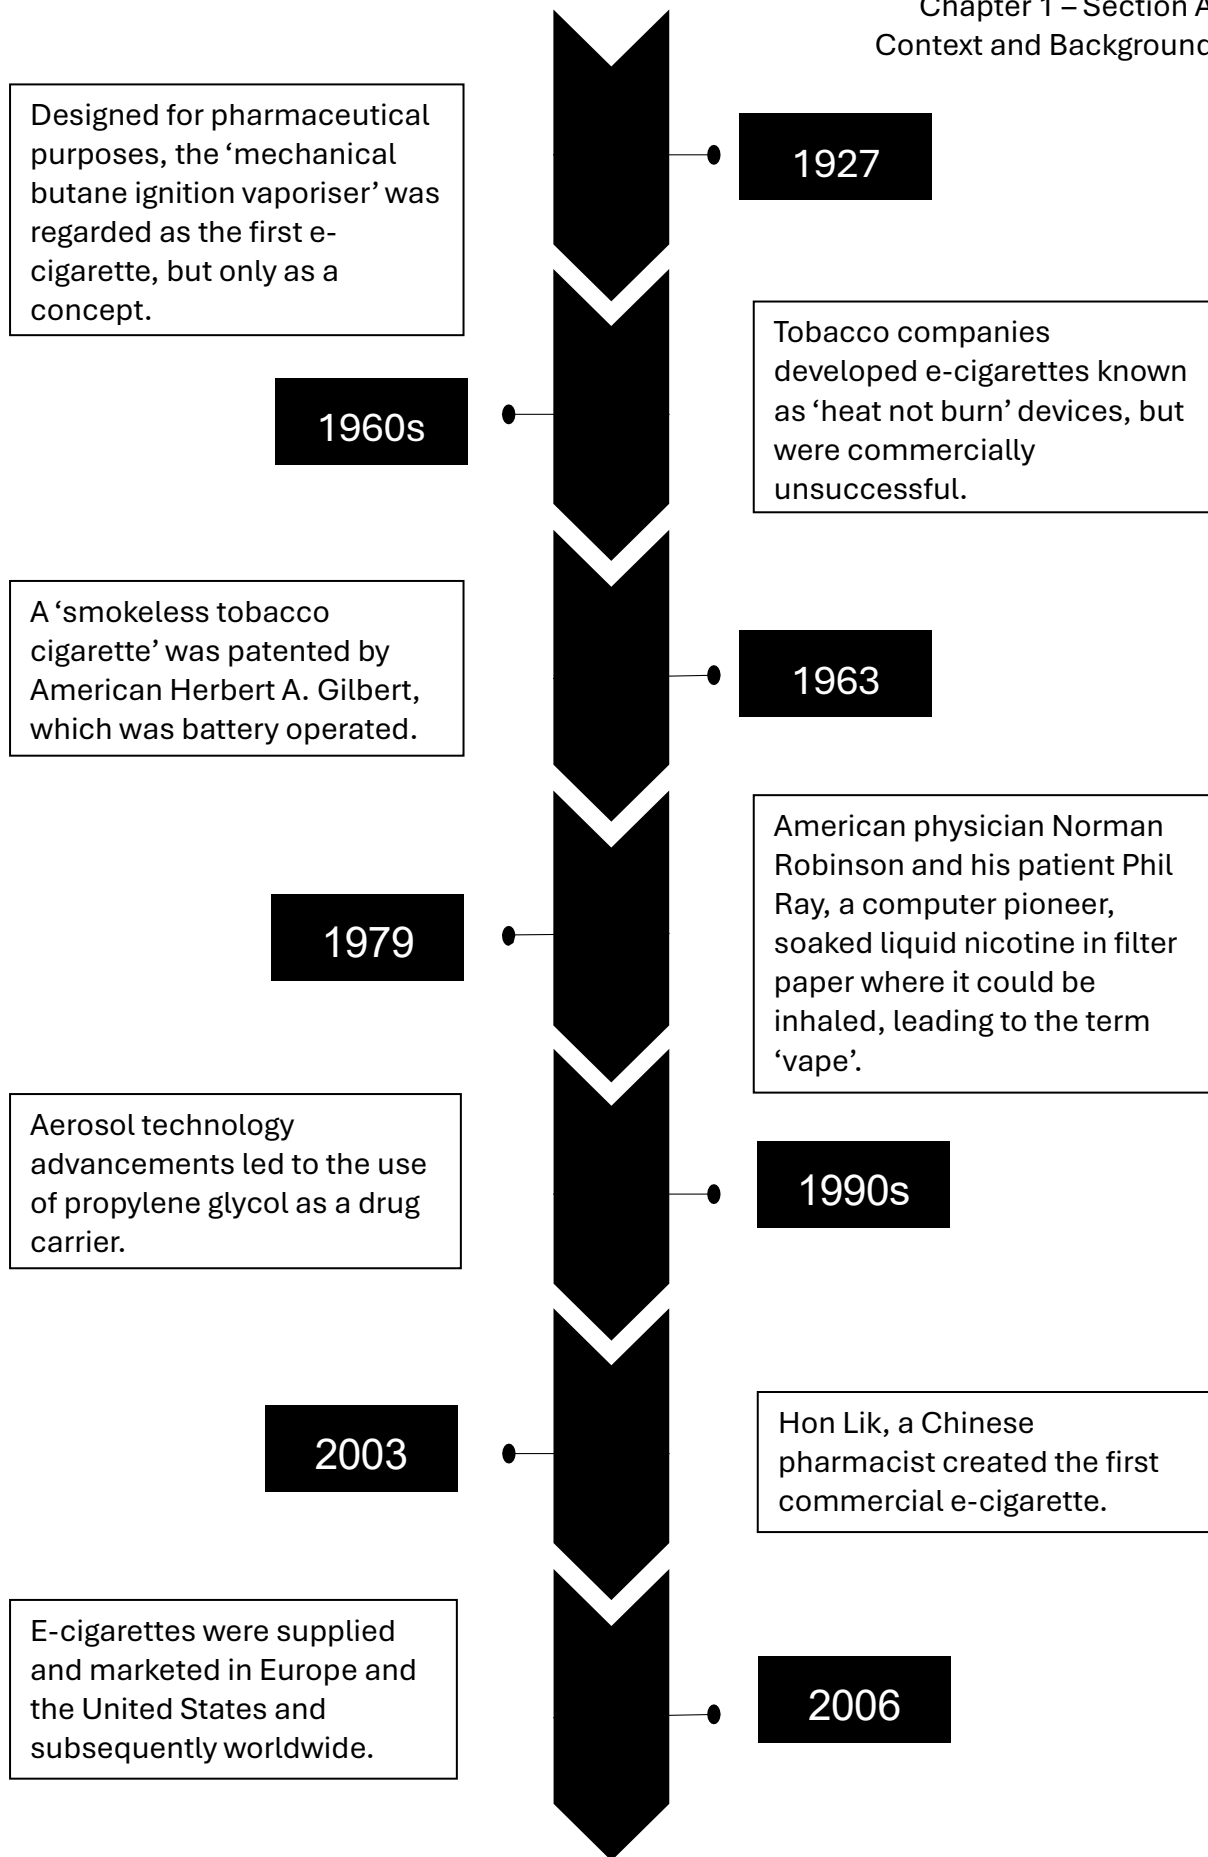 Chapter 1 – Section A
Context and Background
Designed for pharmaceutical
purposes, the ‘mechanical
butane ignition vaporiser’ was
regarded as the first e-
cigarette, but only as a
concept.
1927
1960s
Tobacco companies
developed e-cigarettes known
as ‘heat not burn’ devices, but
were commercially
unsuccessful.
A ‘smokeless tobacco
cigarette’ was patented by
American Herbert A. Gilbert,
which was battery operated.
1963
1979
American physician Norman
Robinson and his patient Phil
Ray, a computer pioneer,
soaked liquid nicotine in filter
paper where it could be
inhaled, leading to the term
‘vape’.
Aerosol technology
advancements led to the use
of propylene glycol as a drug
carrier.
1990s
2003
Hon Lik, a Chinese
pharmacist created the first
commercial e-cigarette.
E-cigarettes were supplied
and marketed in Europe and
the United States and
subsequently worldwide.
2006